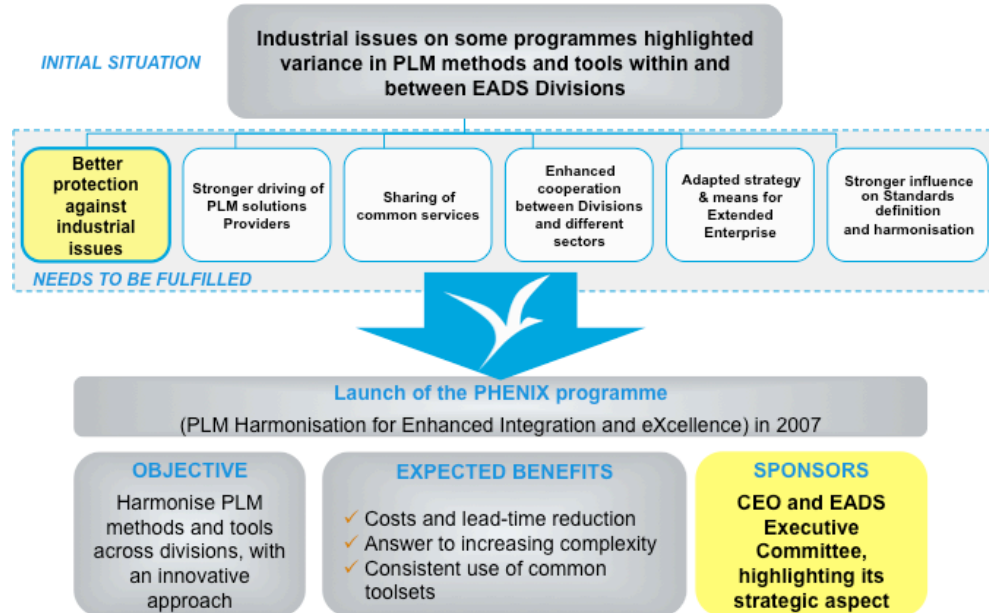 INITIAL SITUATION
Industrial issues on some programmes highlighted
variance in PLM methods and tools within and
between EADS Divisions
Better
protection
against
industrial
issues
Stronger driving of
PLM solutions
Providers
Sharing of
common services
Enhanced
cooperation
between Divisions
and different
sectors
Adapted strategy
& means for
Extended
Enterprise
Stronger influence
on Standards
definition
and harmonisation
NEEDS TO BE FULFILLED
Launch of the PHENIX programme
(PLM Harmonisation for Enhanced Integration and eXcellence) in 2007
OBJECTIVE
Harmonise PLM
methods and tools
across divisions, with
an innovative
approach
EXPECTED BENEFITS
✓ Costs and lead-time reduction
✓ Answer to increasing complexity
✓ Consistent use of common
toolsets
SPONSORS
CEO and EADS
Executive
Committee,
highlighting its
strategic aspect